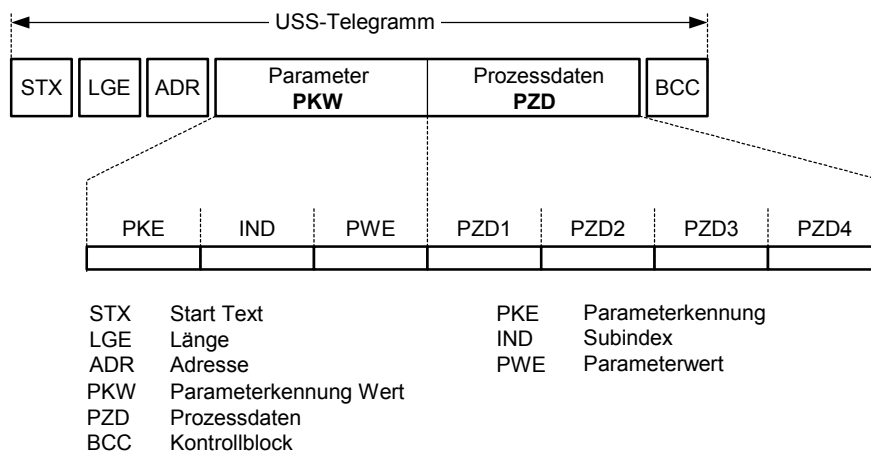 USS-Telegramm
STX LGE ADR Parameter PKW Prozessdaten PZD BCC
PKE IND PWE PZD1 PZD2 PZD3 PZD4
STX Start Text
LGE Länge
ADR Adresse
PKW Parameterkennung Wert
PZD Prozessdaten
BCC Kontrollblock
PKE Parameterkennung
IND Subindex
PWE Parameterwert